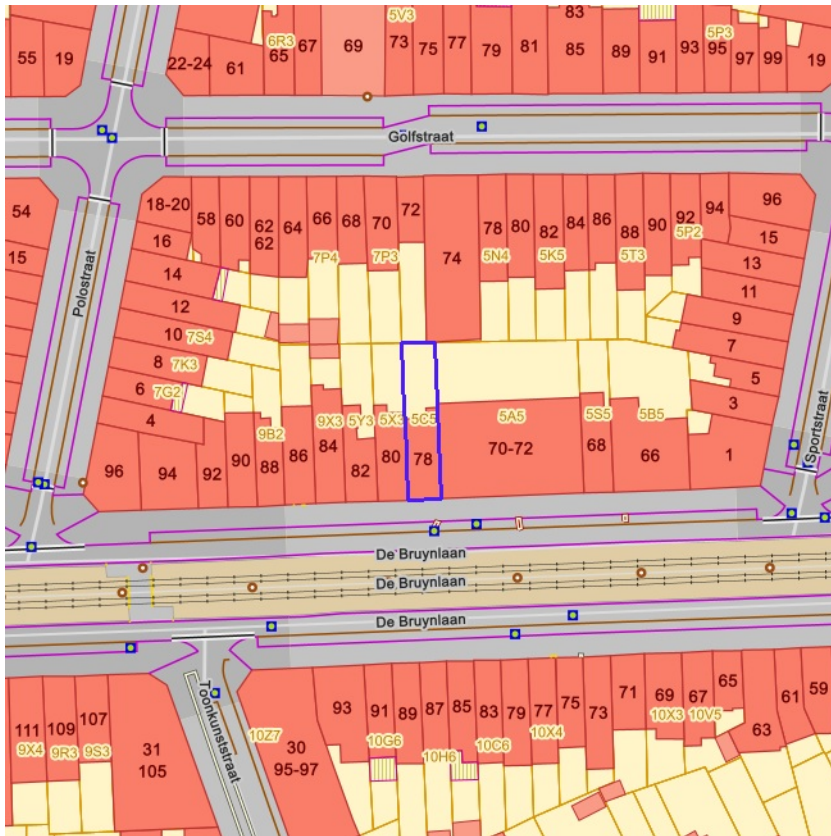 5V3
83
6R3
5P3
55
19
22-24
61
65
67
69
73
75
77
79
81
85
89
91
93
95
97
99
19
Golfstraat
54
15
18-20
58
60
62
62
64
66
68
70
72
74
78
80
82
84
86
88
90
92
94
96
16
15
14
13
12
11
10
9
8
7
6
5
4
3
7P4
7P3
5N4
5K5
5T3
5P2
7S4
7K3
7G2
Polostraat
Sportstraat
9B2
9X3
5Y3
5X3
5C5
5A5
5S5
5B5
96
94
92
90
88
86
84
82
80
78
70-72
68
66
1
De Bruynlaan
De Bruynlaan
De Bruynlaan
Toonkunststraat
111
109
107
9X4
9R3
9S3
31
105
10Z7
30
95-97
93
91
89
87
85
83
79
77
75
73
71
69
67
65
63
61
59
10G6
10H6
10C6
10X4
10X3
10V5